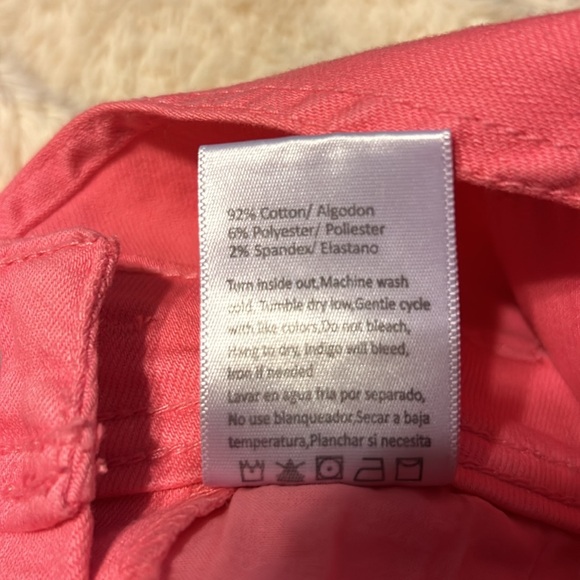 92% Cotton/ Algodon
6% Polyester/ Poliester
2% Spandex/ Elastano
Turn inside out,Machine wash
cold. Tumble dry low,Gentle cycle
with like colors,Do not bleach,
Hang to dry, Indigo will bleed,
Iron if needed
Lavar en agua fria por separado,
No use blanqueador,Secar a baja
temperatura,Planchar si necesita